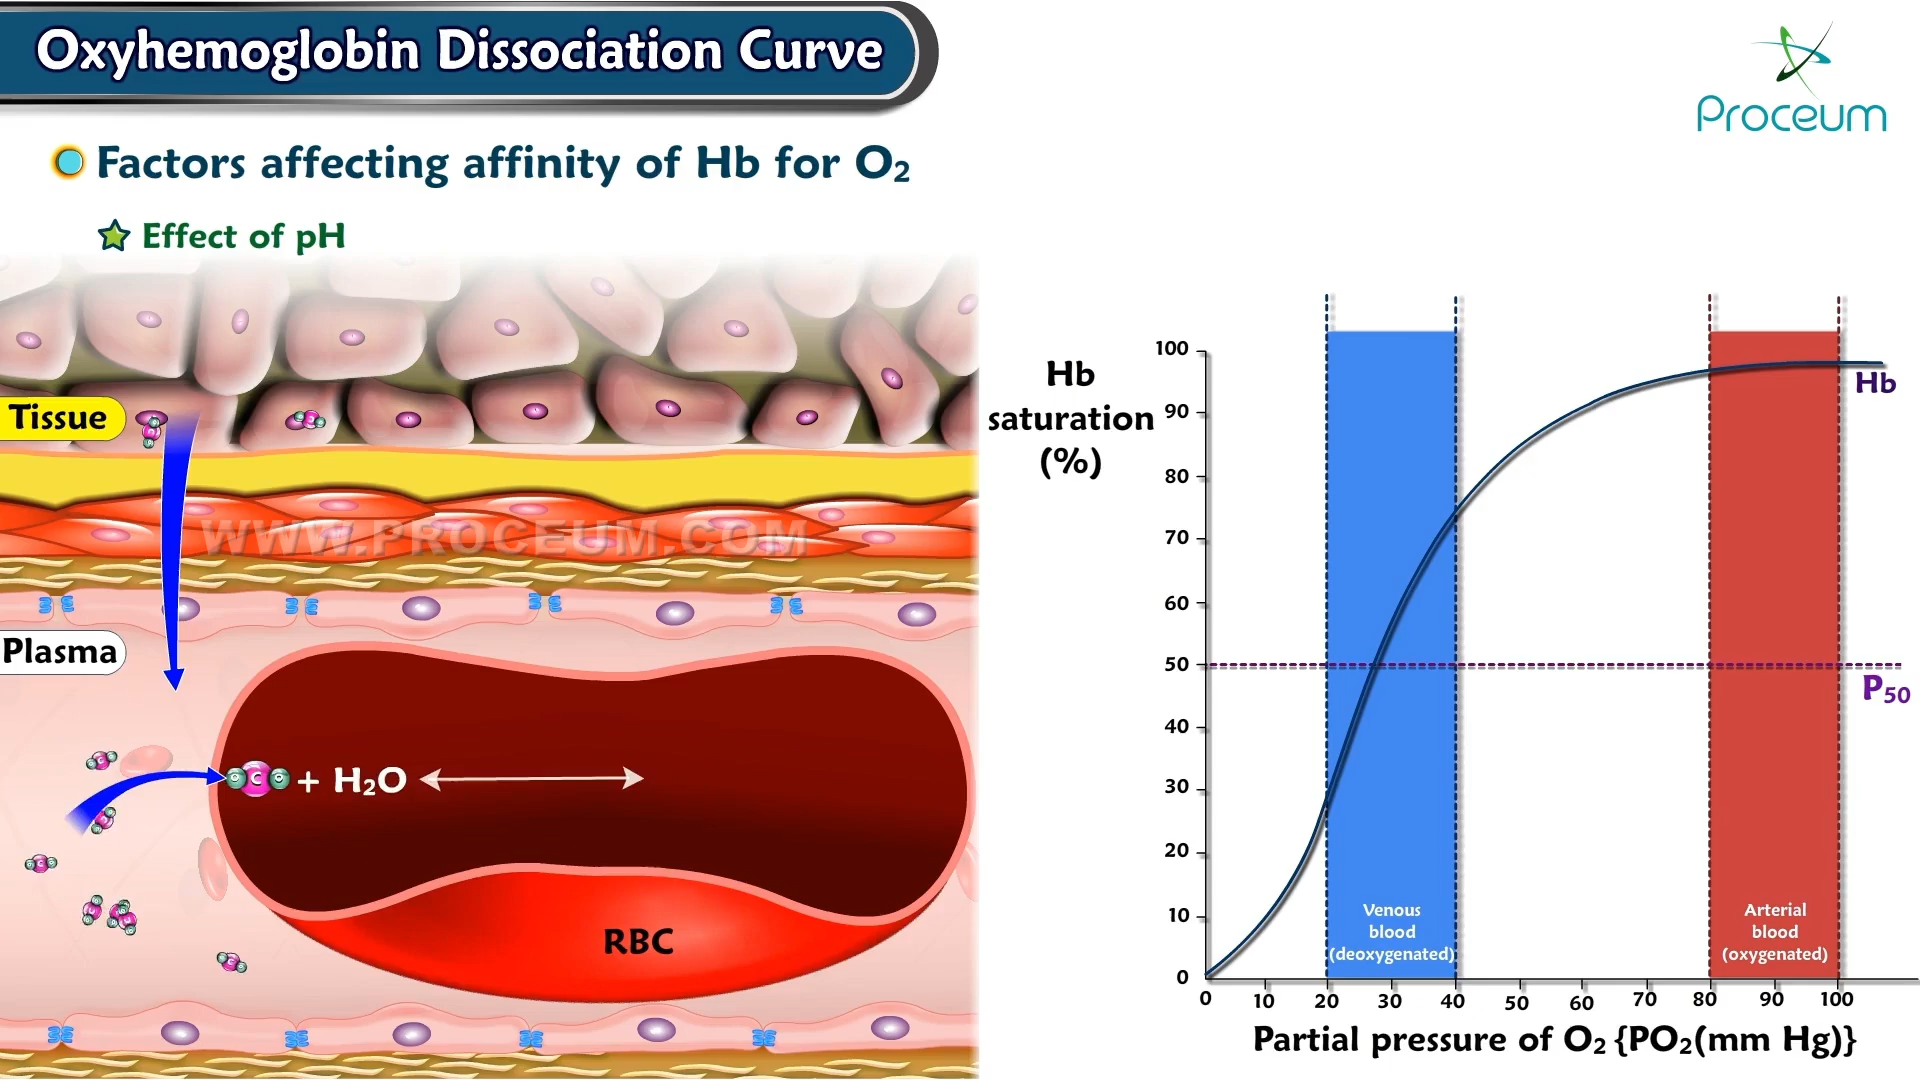 Oxyhemoglobin Dissociation Curve
Proceum
Factors affecting affinity of Hb for O₂
Effect of pH
Tissue
WWW.PROCEUM.COM
Plasma
O C O + H₂O
RBC
Hb
saturation
(%)
100
90
80
70
60
50
40
30
20
10
0
Hb
P₅₀
Venous
blood
(deoxygenated)
Arterial
blood
(oxygenated)
0 10 20 30 40 50 60 70 80 90 100
Partial pressure of O₂ {PO₂(mm Hg)}